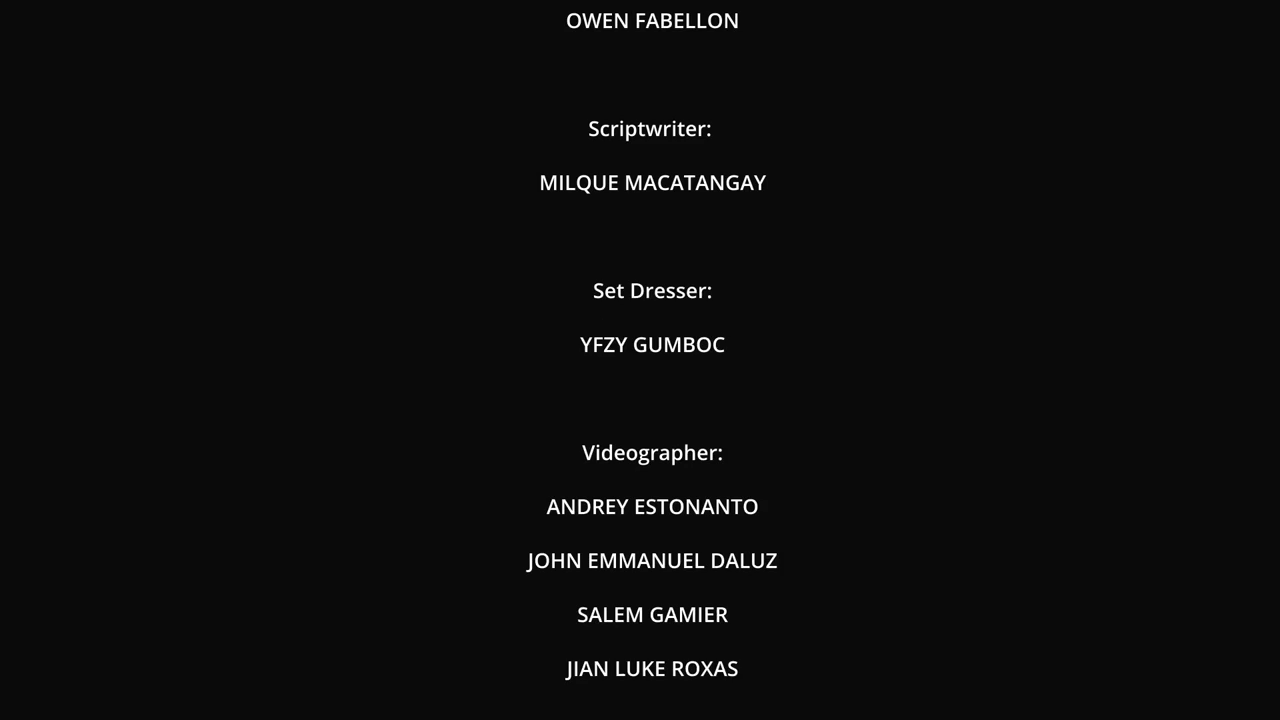 OWEN FABELLON
Scriptwriter:
MILQUE MACATANGAY
Set Dresser:
YFZY GUMBOC
Videographer:
ANDREY ESTONANTO
JOHN EMMANUEL DALUZ
SALEM GAMIER
JIAN LUKE ROXAS